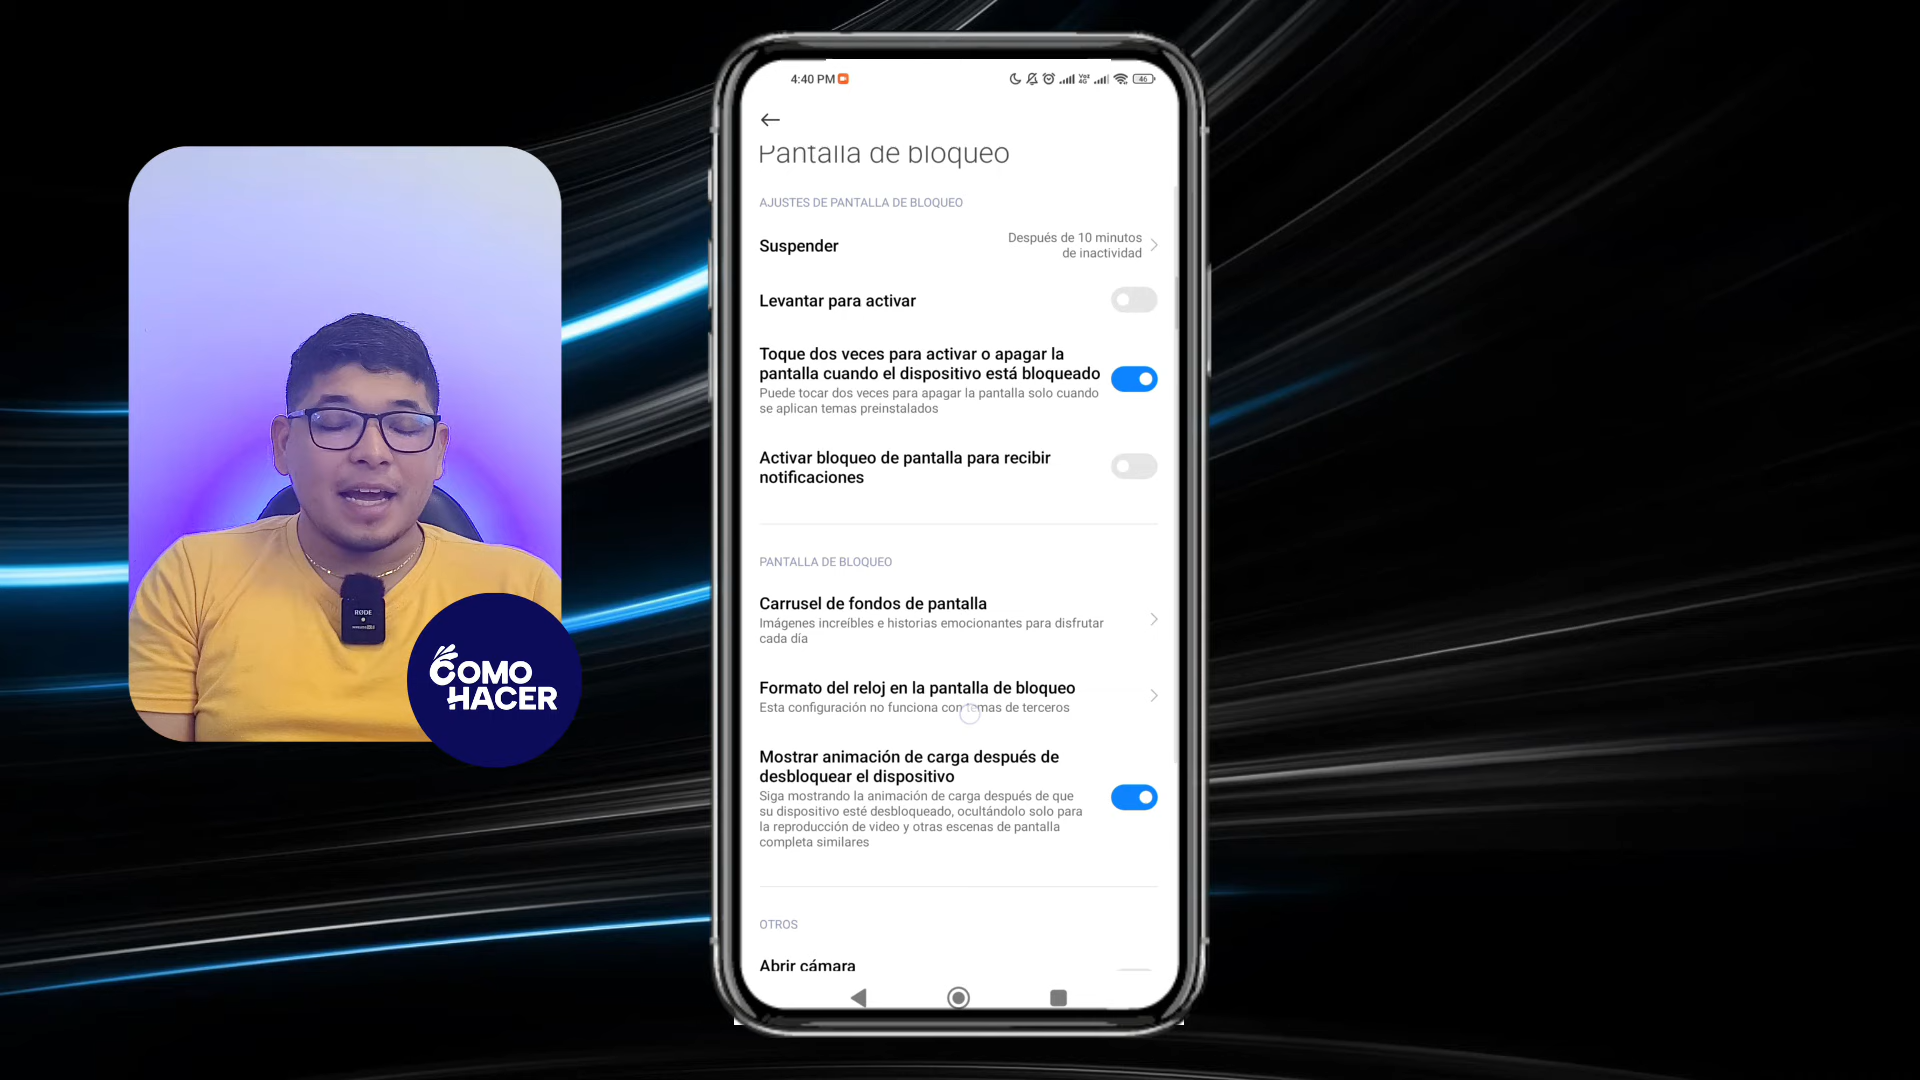 4:40 PM
46
Pantalla de bloqueo
AJUSTES DE PANTALLA DE BLOQUEO
Suspender
Después de 10 minutos
de inactividad
Levantar para activar
Toque dos veces para activar o apagar la
pantalla cuando el dispositivo está bloqueado
Puede tocar dos veces para apagar la pantalla solo cuando
se aplican temas preinstalados
Activar bloqueo de pantalla para recibir
notificaciones
PANTALLA DE BLOQUEO
Carrusel de fondos de pantalla
Imágenes increíbles e historias emocionantes para disfrutar
cada día
Formato del reloj en la pantalla de bloqueo
Esta configuración no funciona con temas de terceros
Mostrar animación de carga después de
desbloquear el dispositivo
Siga mostrando la animación de carga después de que
su dispositivo esté desbloqueado, ocultándolo solo para
la reproducción de video y otras escenas de pantalla
completa similares
OTROS
Abrir cámara
RØDE
COMO
HACER